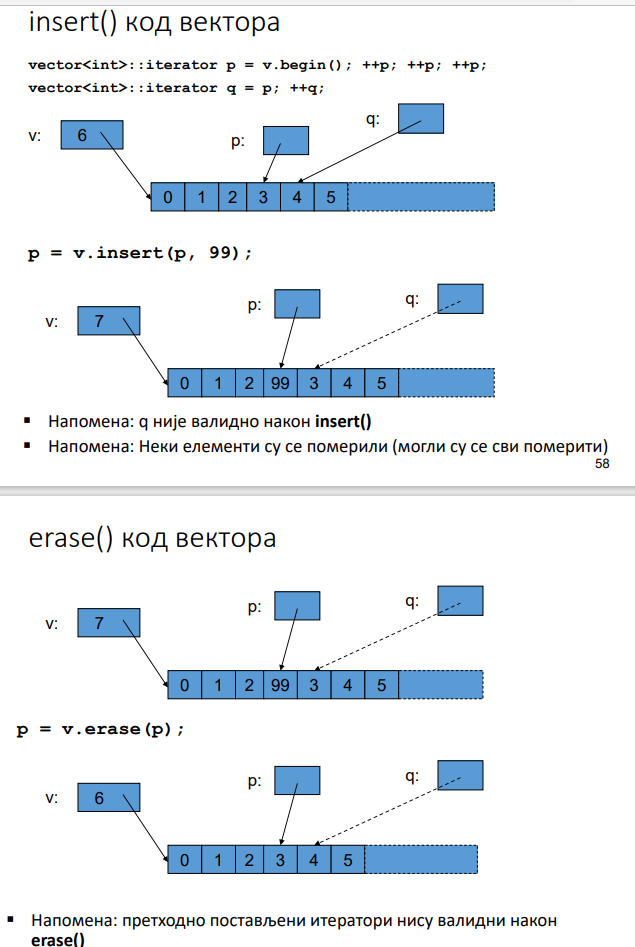 insert() код вектора
vector<int>::iterator p = v.begin(); ++p; ++p; ++p;
vector<int>::iterator q = p; ++q;
v: 6 p: q:
0 1 2 3 4 5
p = v.insert(p, 99);
v: 7 p: q:
0 1 2 99 3 4 5
▪ Напомена: q није валидно након insert()
▪ Напомена: Неки елементи су се померили (могли су се сви померити)
58
erase() код вектора
v: 7 p: q:
0 1 2 99 3 4 5
p = v.erase(p);
v: 6 p: q:
0 1 2 3 4 5
▪ Напомена: претходно постављени итератори нису валидни након
erase()